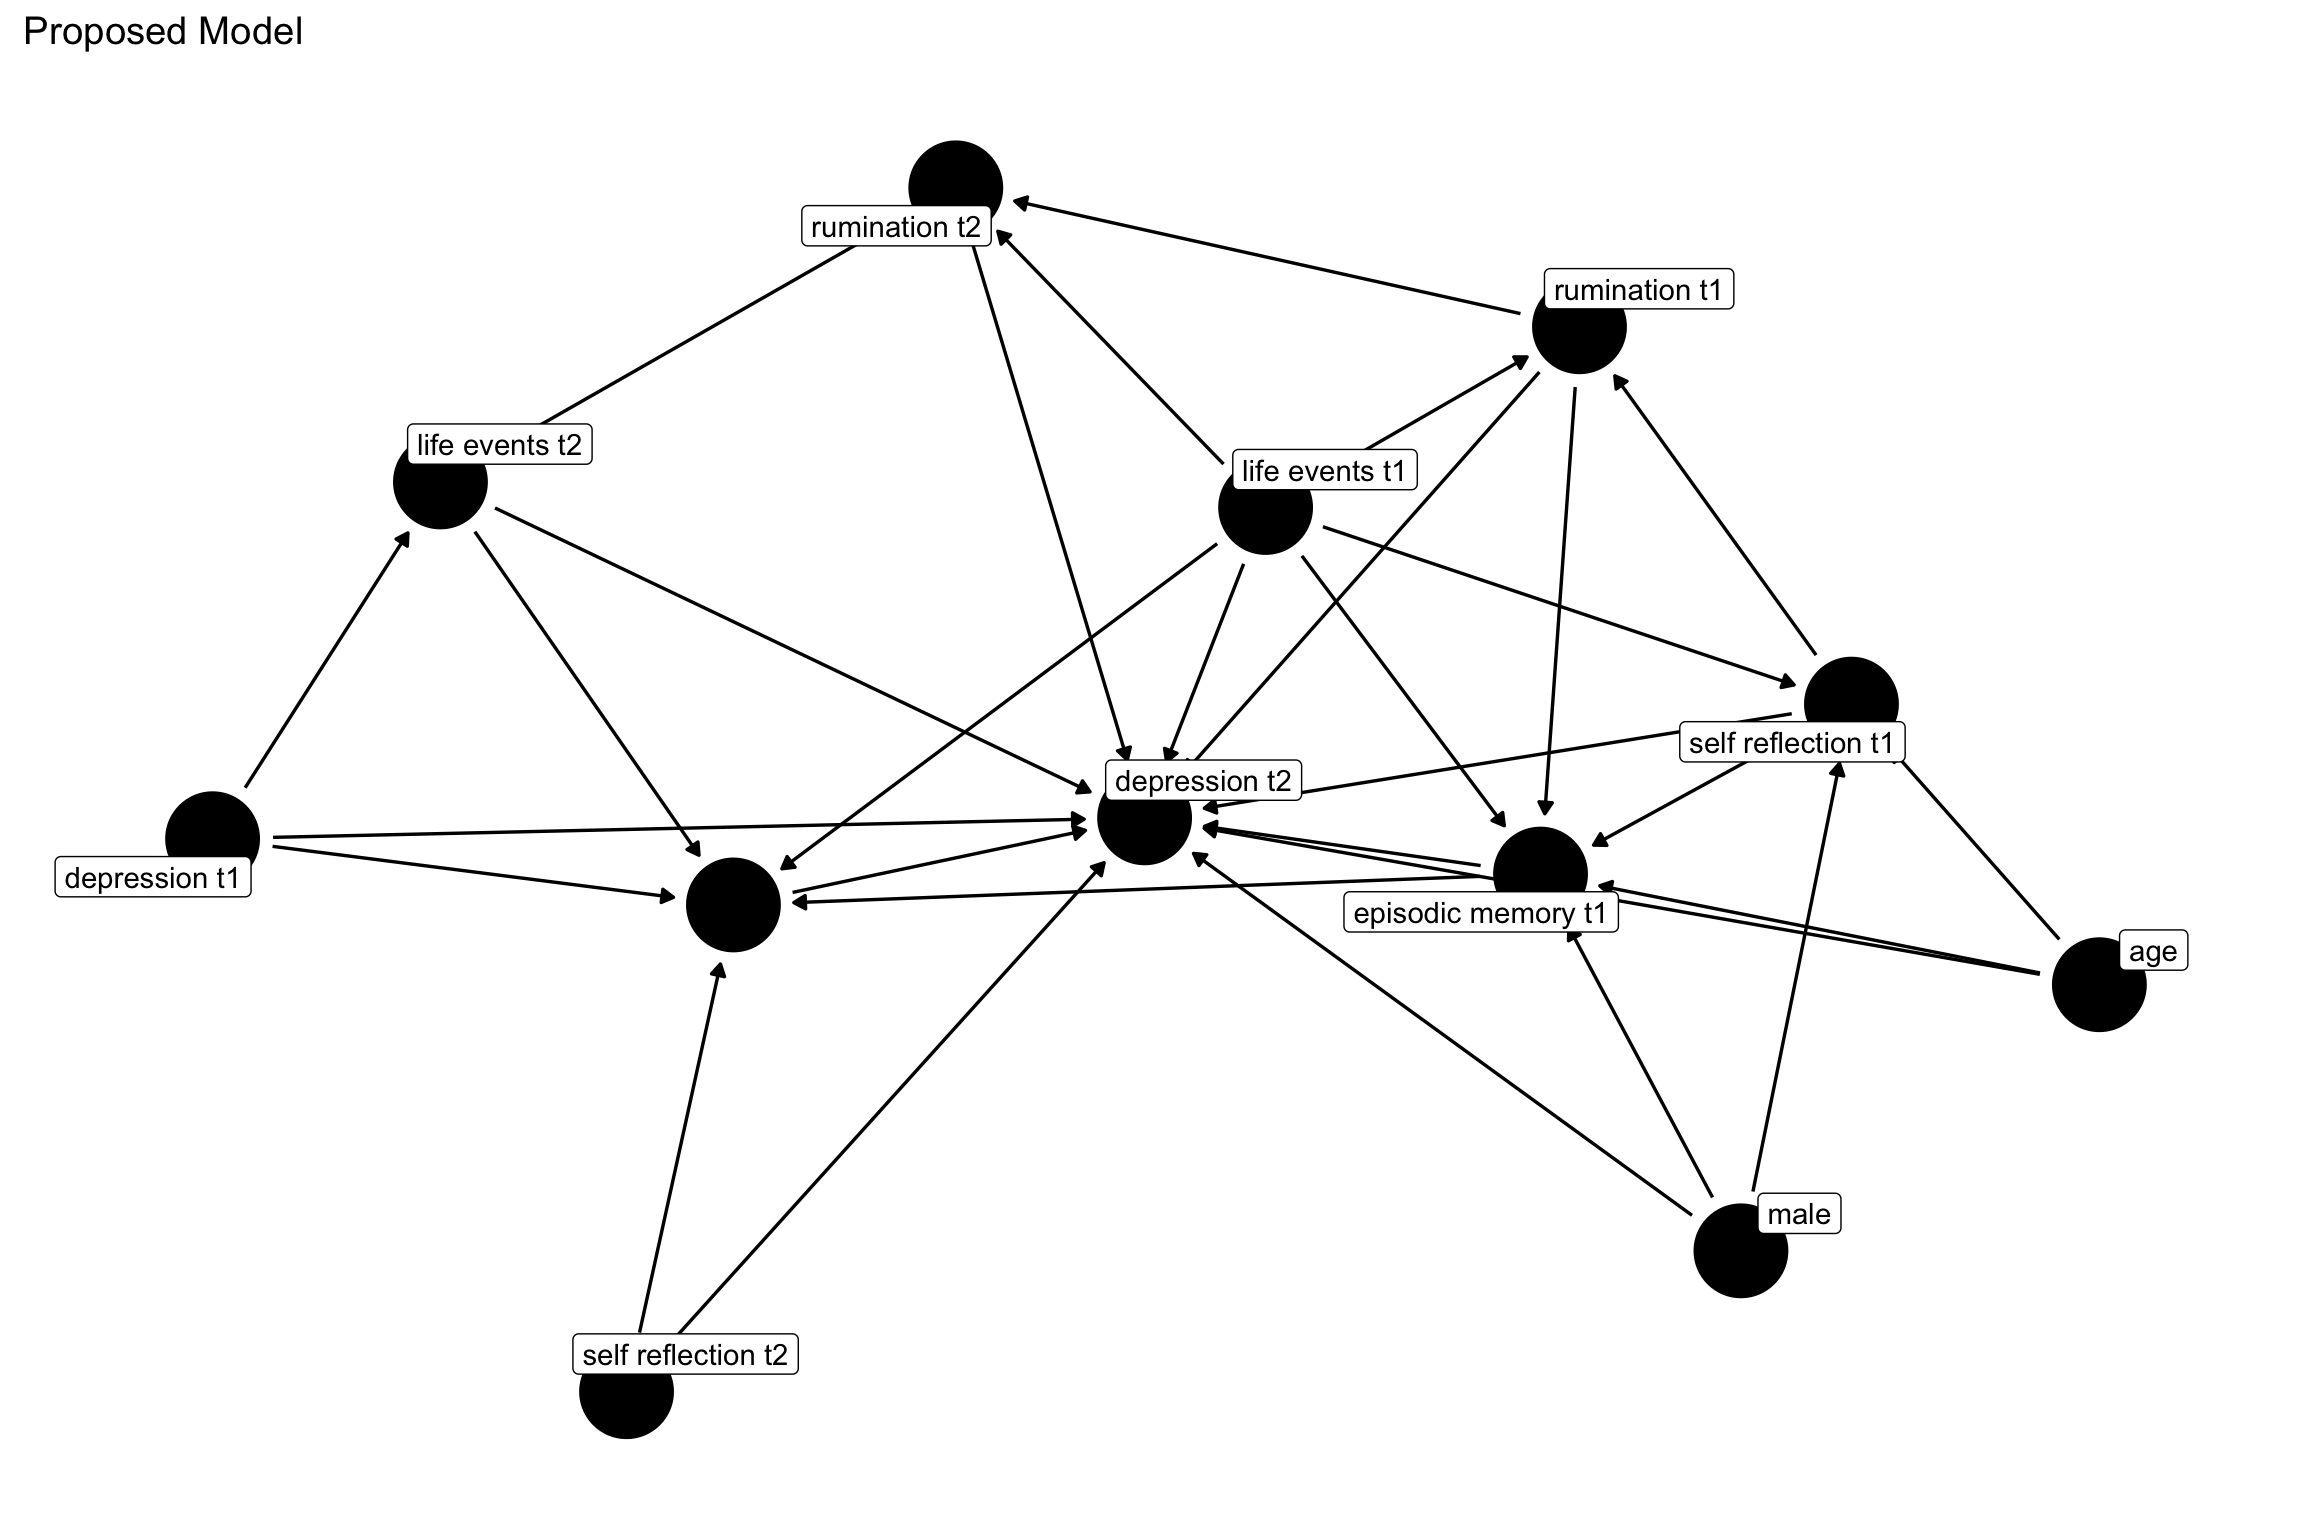 Proposed Model
rumination t2
rumination t1
life events t2
life events t1
self reflection t1
depression t2
depression t1
episodic memory t1
age
male
self reflection t2